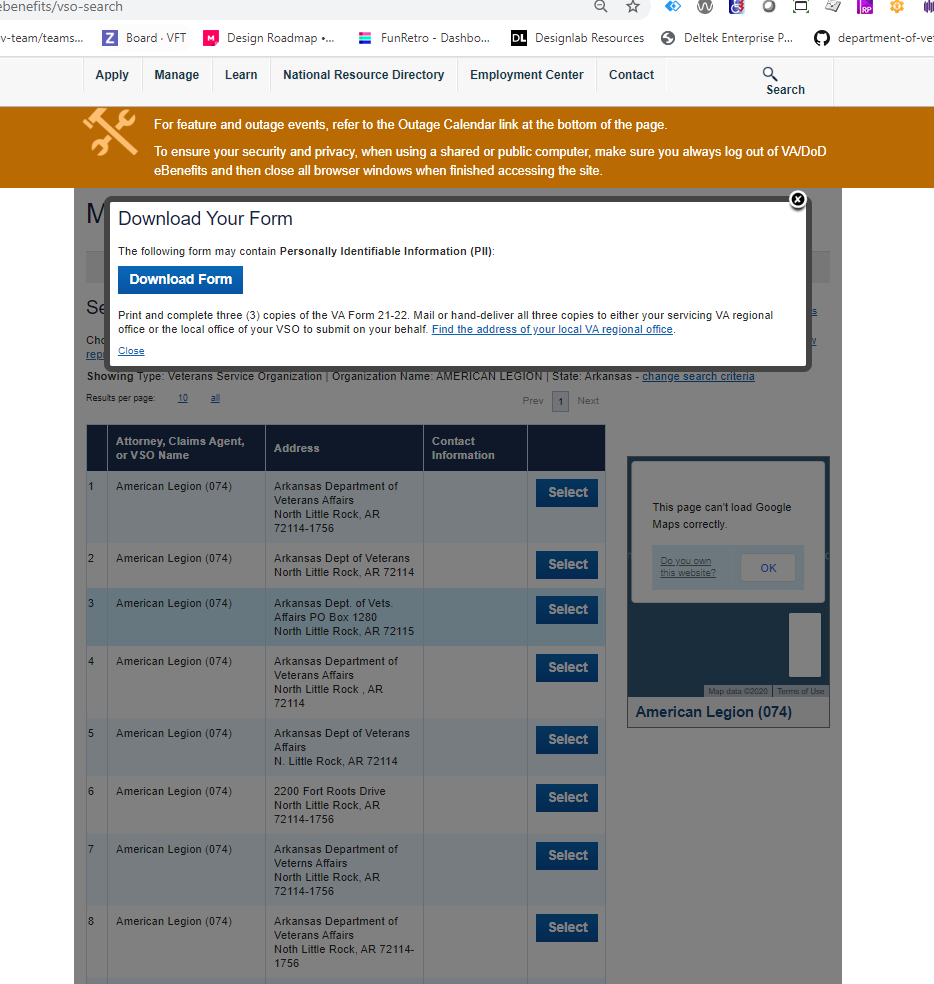 ebenefits/vso-search
v-team/teams...
Board · VFT
Design Roadmap •...
FunRetro - Dashbo...
DL
Designlab Resources
Deltek Enterprise P...
department-of-vet
Apply
Manage
Learn
National Resource Directory
Employment Center
Contact
Search
For feature and outage events, refer to the Outage Calendar link at the bottom of the page.
To ensure your security and privacy, when using a shared or public computer, make sure you always log out of VA/DoD
eBenefits and then close all browser windows when finished accessing the site.
M
Download Your Form
The following form may contain Personally Identifiable Information (PII):
Download Form
Print and complete three (3) copies of the VA Form 21-22. Mail or hand-deliver all three copies to either your servicing VA regional
office or the local office of your VSO to submit on your behalf. Find the address of your local VA regional office.
Close
Se
Cho
repr
Showing Type: Veterans Service Organization | Organization Name: AMERICAN LEGION | State: Arkansas - change search criteria
Results per page: 10 all
Prev 1 Next
Attorney, Claims Agent,
or VSO Name
Address
Contact
Information
1
American Legion (074)
Arkansas Department of
Veterans Affairs
North Little Rock, AR
72114-1756
Select
2
American Legion (074)
Arkansas Dept of Veterans
North Little Rock, AR 72114
Select
3
American Legion (074)
Arkansas Dept. of Vets.
Affairs PO Box 1280
North Little Rock, AR 72115
Select
4
American Legion (074)
Arkansas Department of
Veterans Affairs
North Little Rock , AR
72114
Select
5
American Legion (074)
Arkansas Dept of Veterans
Affairs
N. Little Rock, AR 72114
Select
6
American Legion (074)
2200 Fort Roots Drive
North Little Rock, AR
72114-1756
Select
7
American Legion (074)
Arkansas Department of
Veterns Affairs
North Little Rock, AR
72114-1756
Select
8
American Legion (074)
Arkansas Department of
Veterans Affairs
Noth Little Rock, AR 72114-
1756
Select
This page can't load Google
Maps correctly.
Do you own
this website?
OK
Map data ©2020
Terms of Use
American Legion (074)